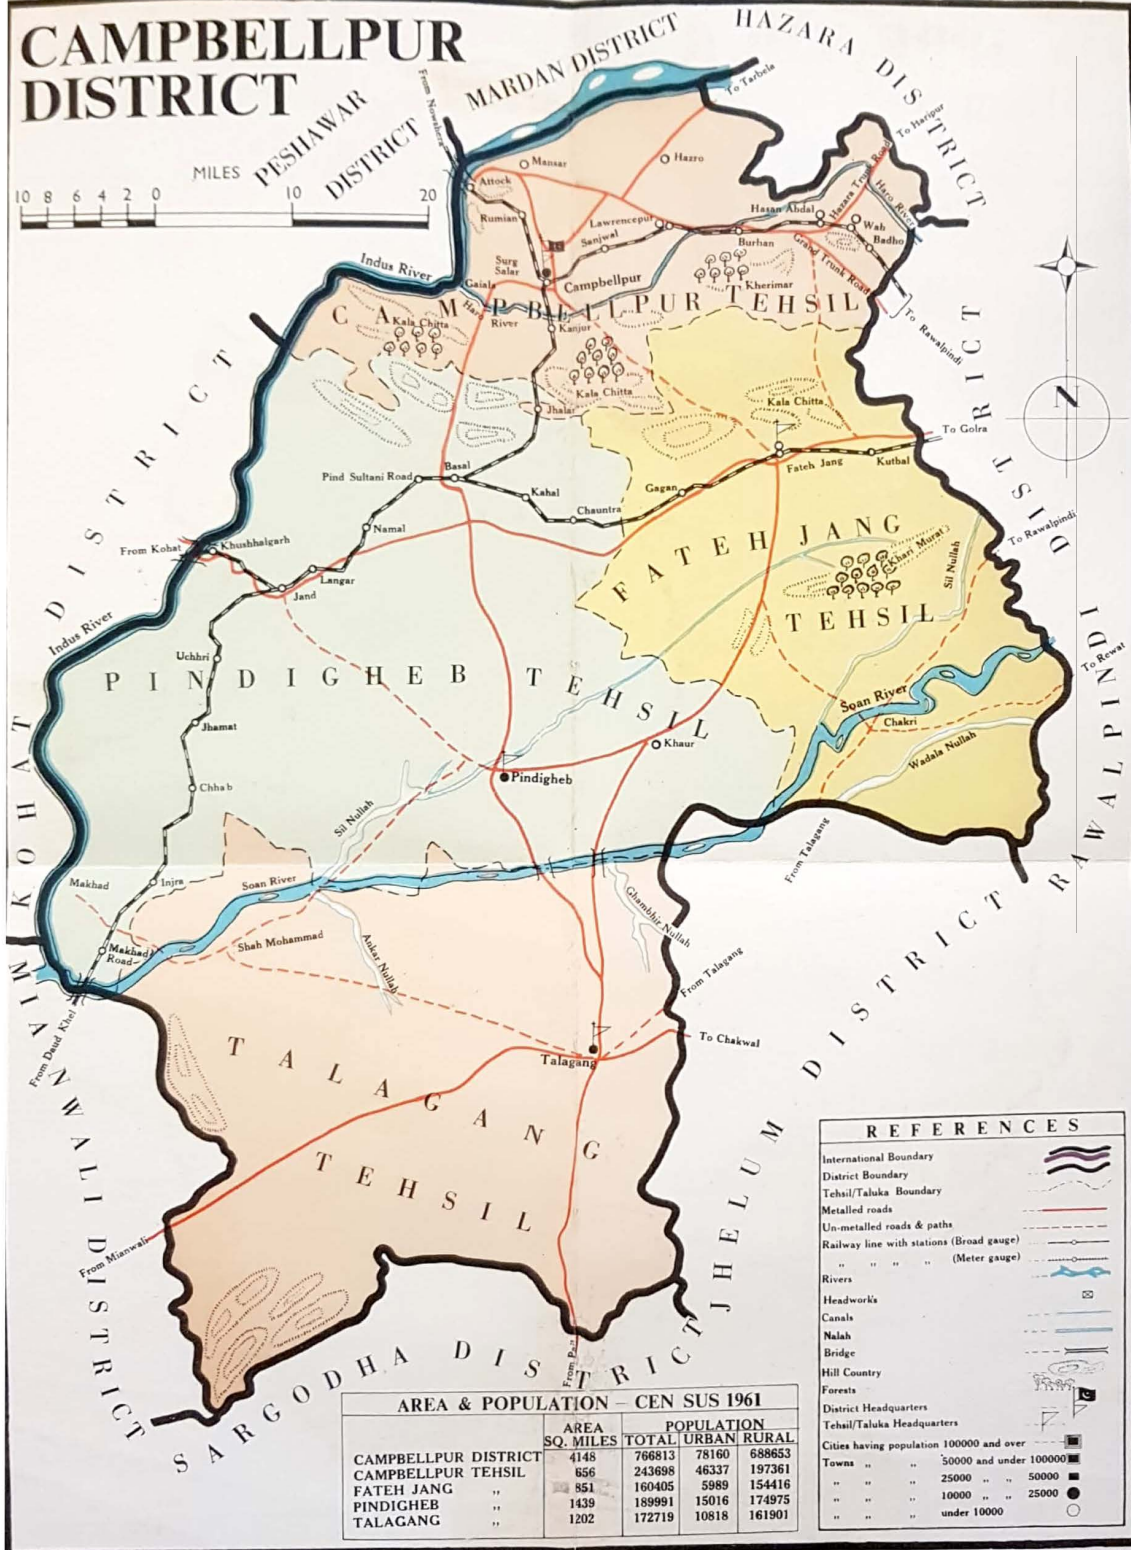 CAMPBELLPUR
DISTRICT
MILES
10 8 6 4 2 0 10 20
PESHAWAR
DISTRICT
MARDAN DISTRICT
HAZARA DISTRICT
From Nowshera
To Tarbela
To Haripur
Mansar
Hazro
Attock
Rumian
Lawrencepur
Sanjwal
Hasan Abdal
Hazara Trunk Road
Haro River
Wah
Badho
Burhan
Grand Trunk Road
Surg
Salar
Campbellpur
Kherimar
Indus River
Gaiala
Haro
River
CAMPBELLPUR TEHSIL
Kala Chitta
Kanjur
To Rawalpindi
Kala Chitta
Jhalar
Kala Chitta
N
To Golra
Fateh Jang
Kutbal
Pind Sultani Road
Basal
Kahal
Gagan
Chauntra
Namal
From Kohat
Khushhalgarh
Langar
Jand
FATEH JANG
TEHSIL
Khari Murat
Sil Nullah
To Rawalpindi
Indus River
Uchhri
PINDIGHEB TEHSIL
Soan River
To Rewat
Chakri
Wadala Nullah
Jhamat
Khaur
Pindigheb
Chhab
Sil Nullah
From Talagang
Makhad
Injra
Soan River
Ghambhir Nullah
Makhad
Road
Shah Mohammad
Ankar Nullah
From Talagang
From Daud Khel
To Chakwal
Talagang
TALAGANG
TEHSIL
From Mianwali
KOHAT DISTRICT
MIANWALI DISTRICT
SARGODHA DISTRICT
JHELUM DISTRICT
RAWALPINDI DISTRICT
REFERENCES
International Boundary
District Boundary
Tehsil/Taluka Boundary
Metalled roads
Un-metalled roads & paths
Railway line with stations (Broad gauge)
,, ,, ,, ,, (Meter gauge)
Rivers
Headworks
Canals
Nalah
Bridge
Hill Country
Forests
District Headquarters
Tehsil/Taluka Headquarters
Cities having population 100000 and over
Towns ,, ,, 50000 and under 100000
,, ,, ,, 25000 ,, ,, 50000
,, ,, ,, 10000 ,, ,, 25000
,, ,, ,, under 10000
AREA & POPULATION – CEN SUS 1961
AREA POPULATION
SQ. MILES TOTAL URBAN RURAL
CAMPBELLPUR DISTRICT 4148 766813 78160 688653
CAMPBELLPUR TEHSIL 656 243698 46337 197361
FATEH JANG ,, 851 160405 5989 154416
PINDIGHEB ,, 1439 189991 15016 174975
TALAGANG ,, 1202 172719 10818 161901